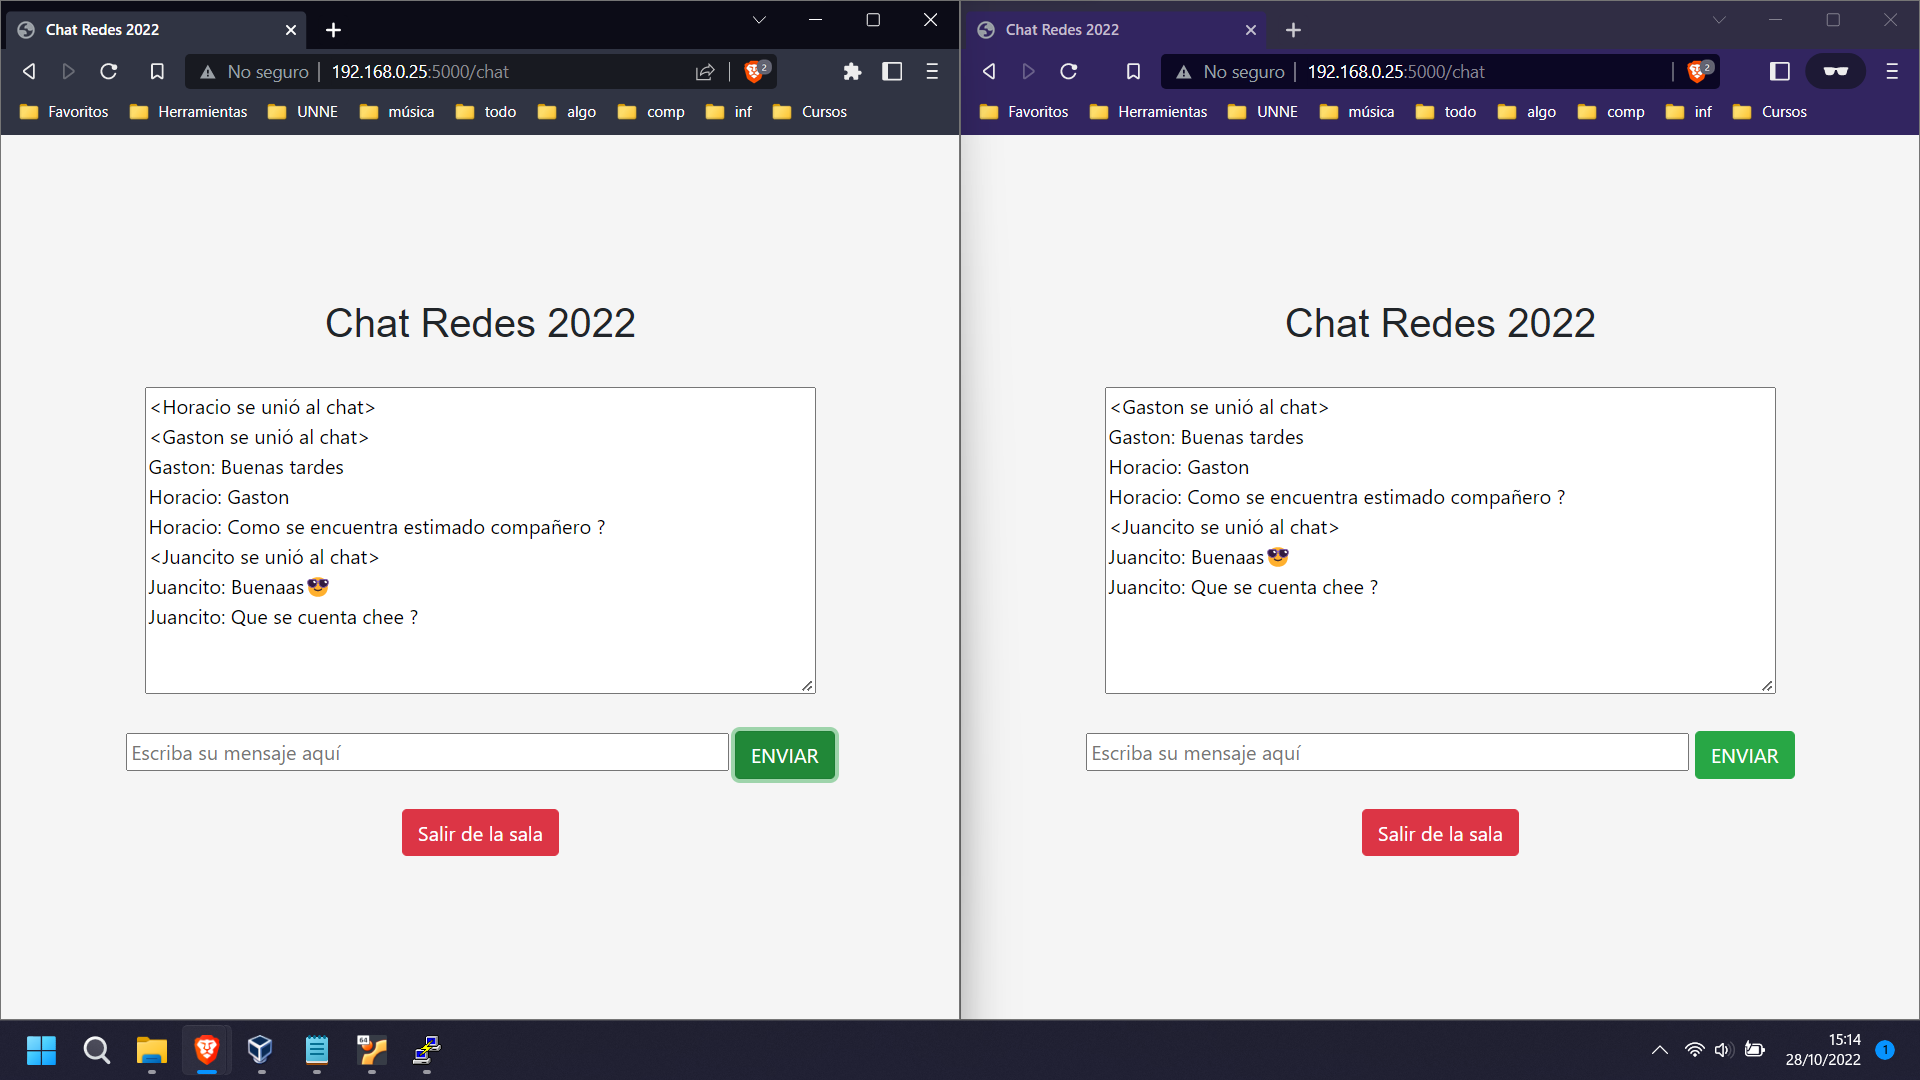 Chat Redes 2022
No seguro
192.168.0.25:5000/chat
2
Favoritos Herramientas UNNE música todo algo comp inf Cursos
Chat Redes 2022
<Horacio se unió al chat>
<Gaston se unió al chat>
Gaston: Buenas tardes
Horacio: Gaston
Horacio: Como se encuentra estimado compañero ?
<Juancito se unió al chat>
Juancito: Buenaas😎
Juancito: Que se cuenta chee ?
Escriba su mensaje aquí
ENVIAR
Salir de la sala
Chat Redes 2022
No seguro
192.168.0.25:5000/chat
2
Favoritos Herramientas UNNE música todo algo comp inf Cursos
Chat Redes 2022
<Gaston se unió al chat>
Gaston: Buenas tardes
Horacio: Gaston
Horacio: Como se encuentra estimado compañero ?
<Juancito se unió al chat>
Juancito: Buenaas😎
Juancito: Que se cuenta chee ?
Escriba su mensaje aquí
ENVIAR
Salir de la sala
64
15:14
28/10/2022
1